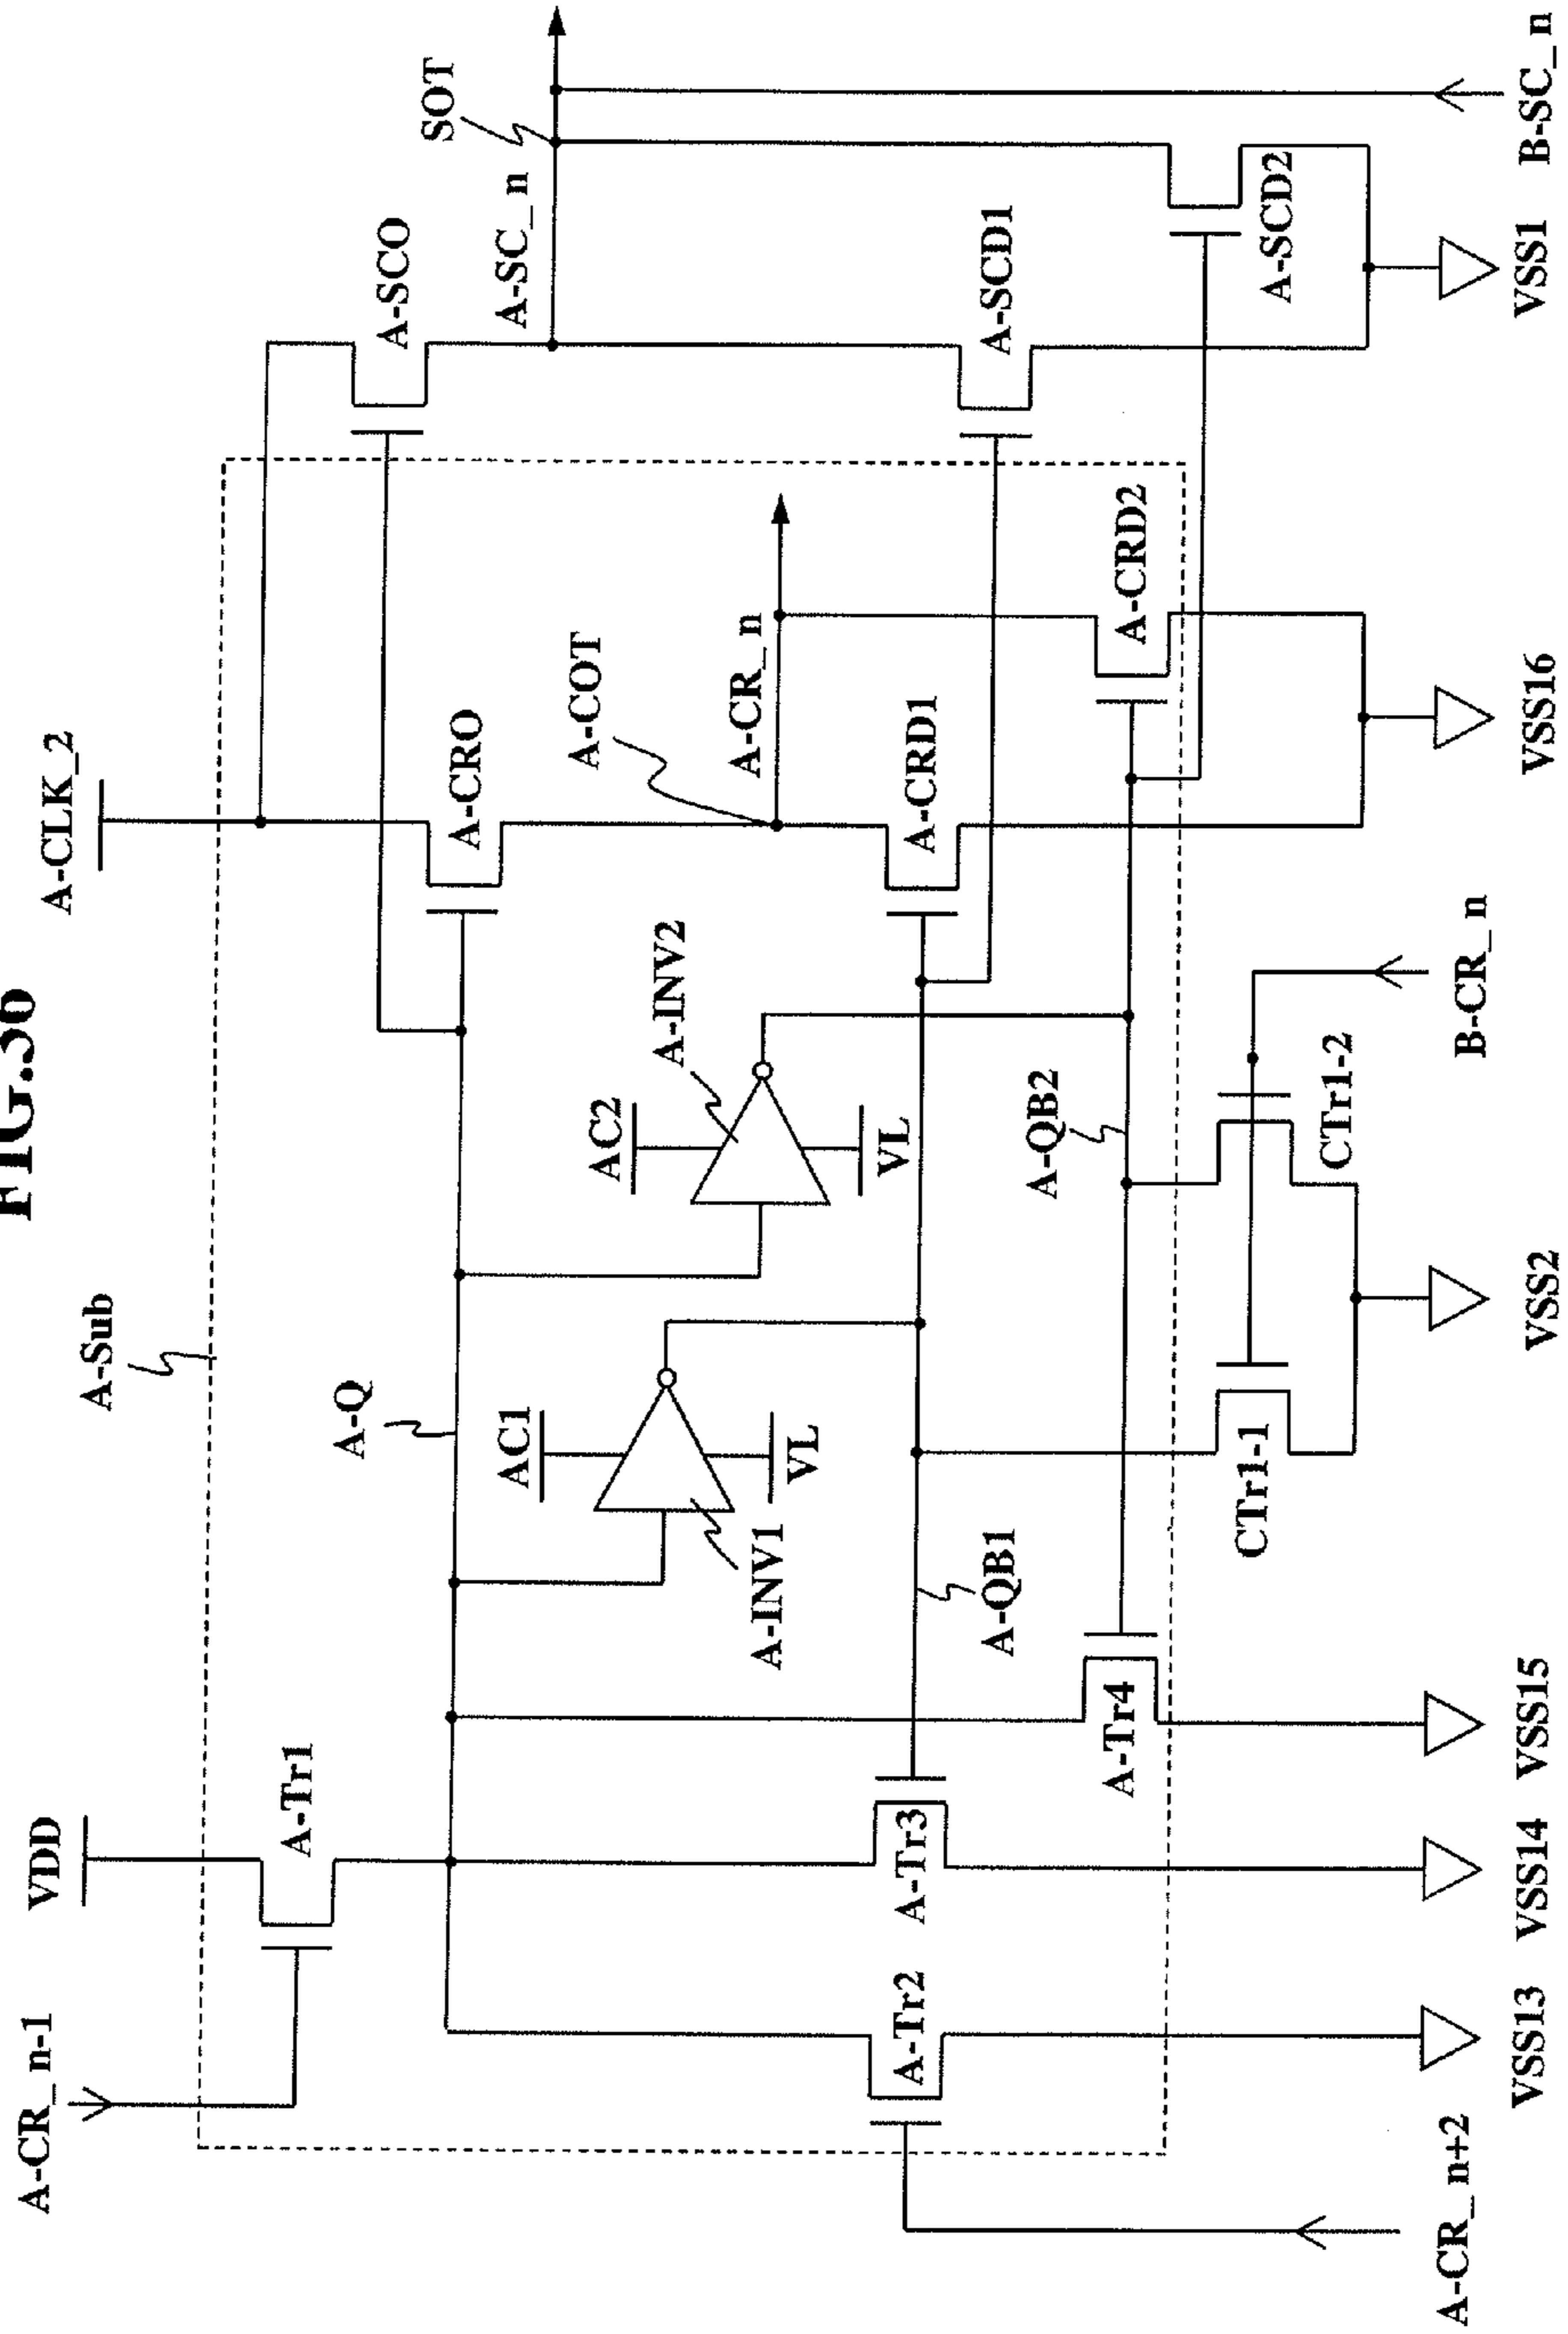 FIG.36
A-CR_n-1
VDD
A-CLK_2
A-Sub
A-Tr1
A-Q
A-SCO
SOT
A-CRO
A-SC_n
AC1
AC2
A-INV2
A-COT
A-INV1
VL
VL
A-CR_n
A-Tr2
A-Tr3
A-CRD1
A-SCD1
A-QB1
A-QB2
A-Tr4
A-CRD2
CTr1-1
CTr1-2
A-SCD2
A-CR_n+2
VSS13
VSS14
VSS15
VSS2
B-CR_n
VSS16
VSS1
B-SC_n